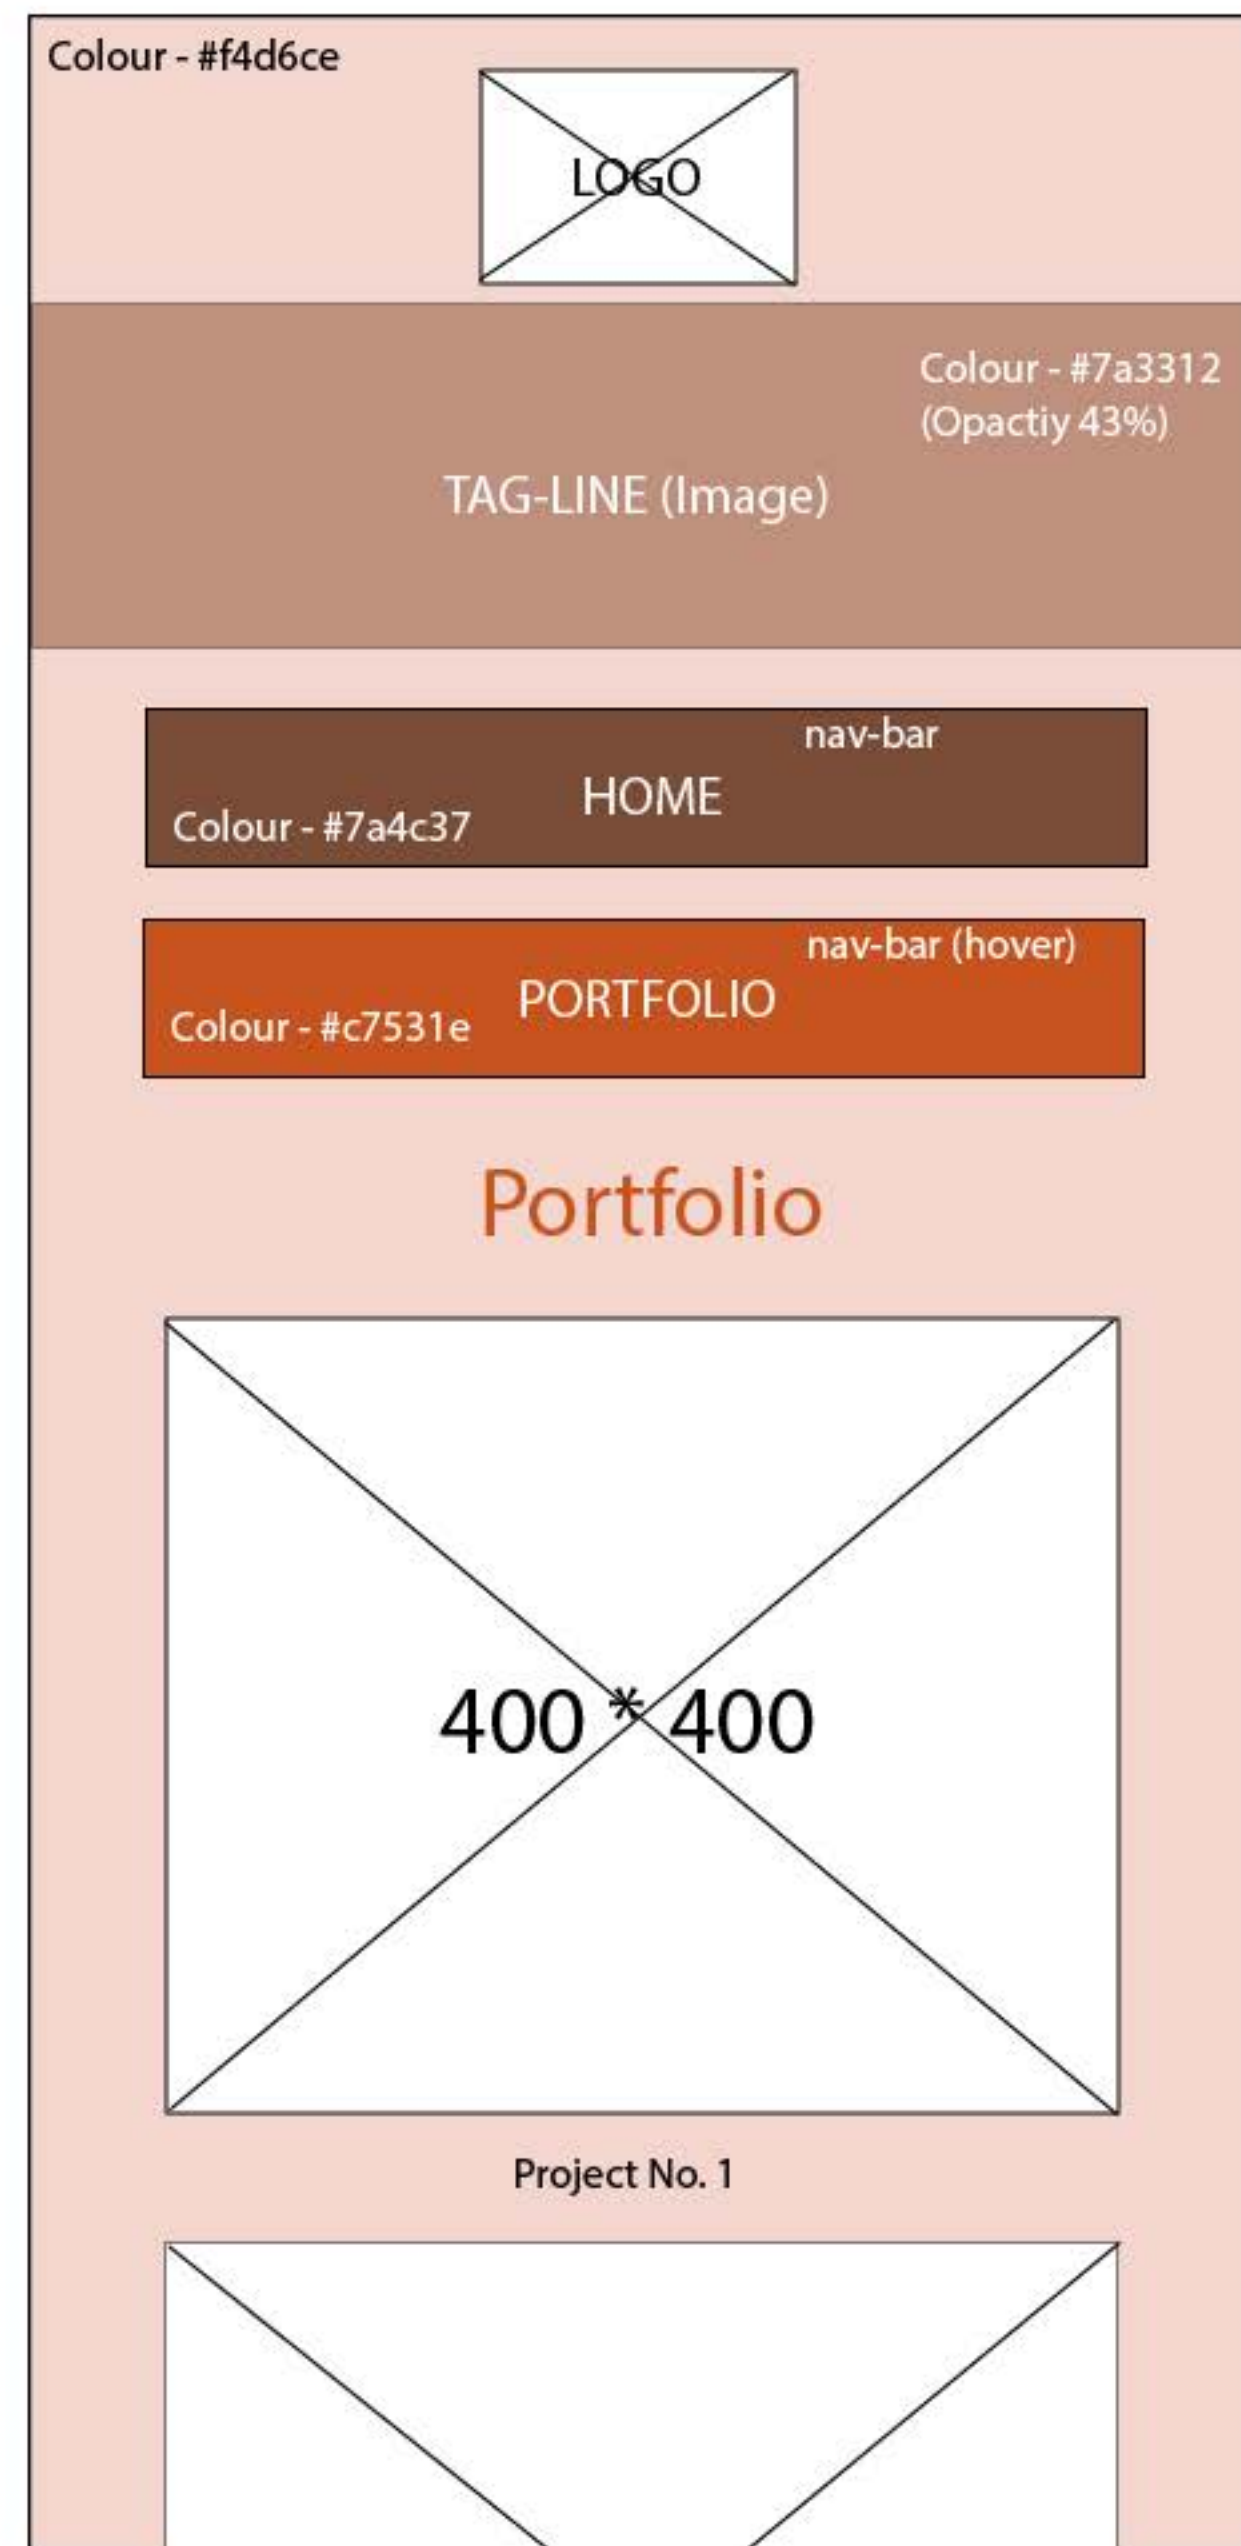 Colour - #f4d6ce
LOGO
Colour - #7a3312
(Opactiy 43%)
TAG-LINE (Image)
nav-bar
HOME
Colour - #7a4c37
nav-bar (hover)
PORTFOLIO
Colour - #c7531e
Portfolio
400 * 400
Project No. 1